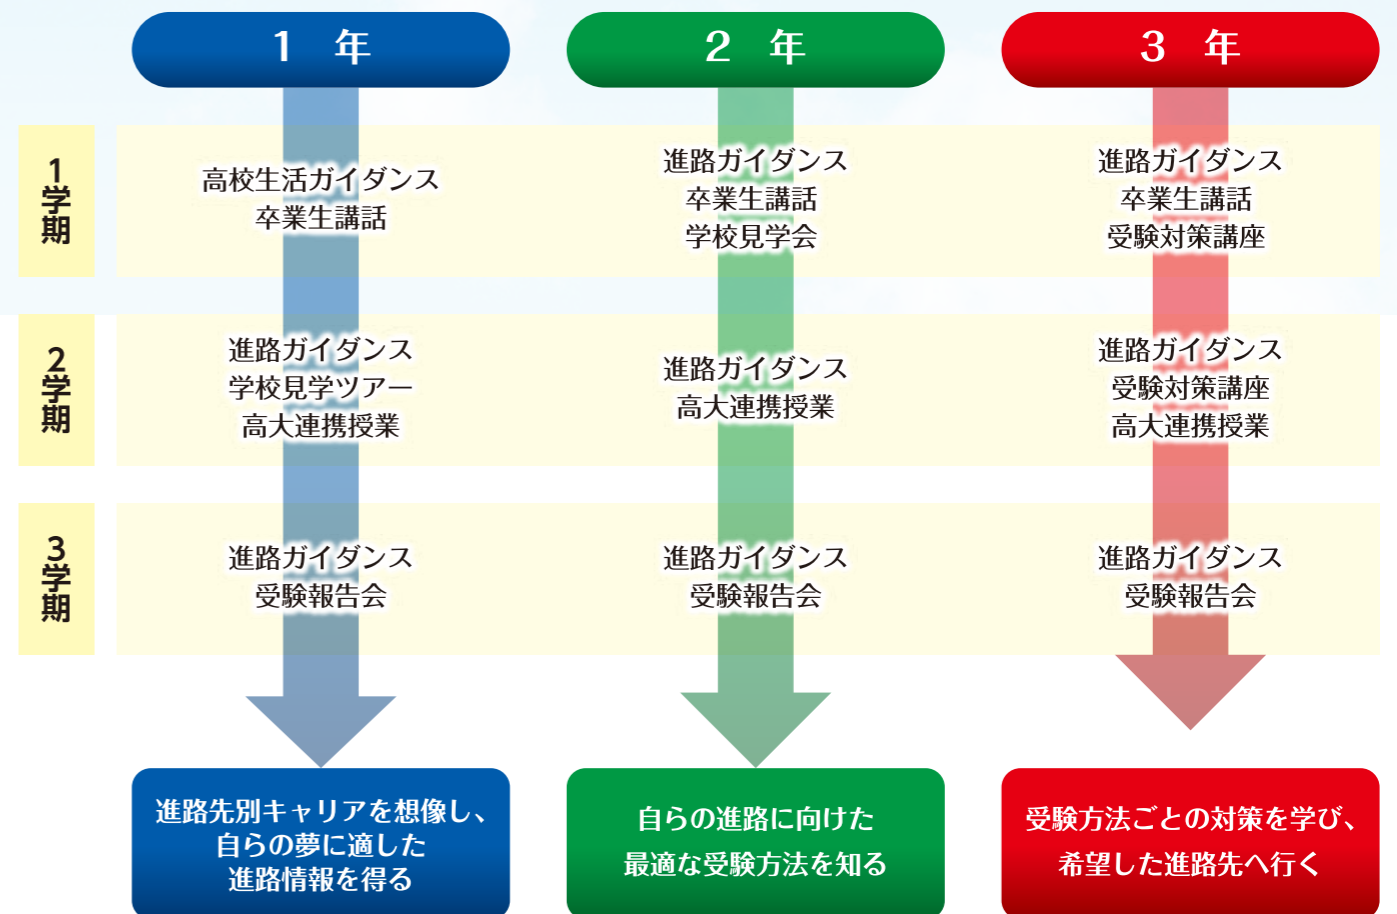 1 年
2 年
3 年
1学期
高校生活ガイダンス
卒業生講話
進路ガイダンス
卒業生講話
学校見学会
進路ガイダンス
卒業生講話
受験対策講座
2学期
進路ガイダンス
学校見学ツアー
高大連携授業
進路ガイダンス
高大連携授業
進路ガイダンス
受験対策講座
高大連携授業
3学期
進路ガイダンス
受験報告会
進路ガイダンス
受験報告会
進路ガイダンス
受験報告会
進路先別キャリアを想像し、
自らの夢に適した
進路情報を得る
自らの進路に向けた
最適な受験方法を知る
受験方法ごとの対策を学び、
希望した進路先へ行く